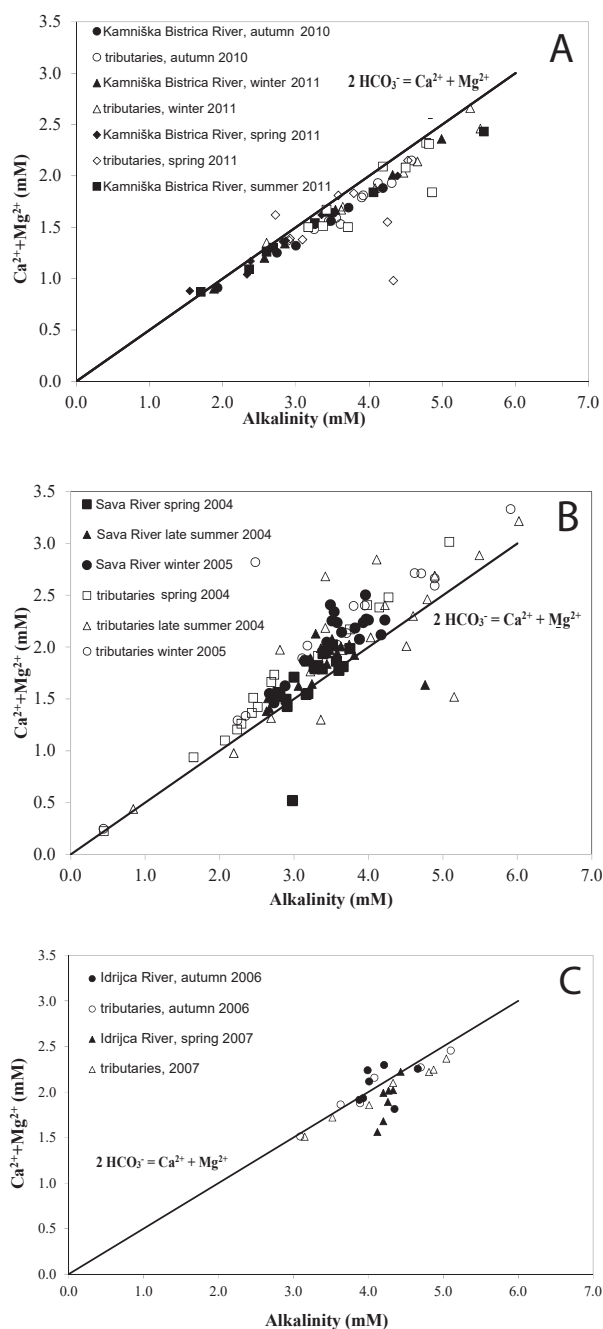 A
3.5
3.0
2.5
2.0
1.5
1.0
0.5
0.0
Ca²⁺+Mg²⁺ (mM)
Kamniška Bistrica River, autumn 2010
tributaries, autumn 2010
Kamniška Bistrica River, winter 2011
tributaries, winter 2011
Kamniška Bistrica River, spring 2011
tributaries, spring 2011
Kamniška Bistrica River, summer 2011
2 HCO₃⁻ = Ca²⁺ + Mg²⁺
0.0 1.0 2.0 3.0 4.0 5.0 6.0 7.0
Alkalinity (mM)
B
3.5
3.0
2.5
2.0
1.5
1.0
0.5
0.0
Ca²⁺+Mg²⁺ (mM)
Sava River spring 2004
Sava River late summer 2004
Sava River winter 2005
tributaries spring 2004
tributaries late summer 2004
tributaries winter 2005
2 HCO₃⁻ = Ca²⁺ + Mg²⁺
0.0 1.0 2.0 3.0 4.0 5.0 6.0 7.0
Alkalinity (mM)
C
3.5
3.0
2.5
2.0
1.5
1.0
0.5
0.0
Ca²⁺+Mg²⁺ (mM)
Idrijca River, autumn 2006
tributaries, autumn 2006
Idrijca River, spring 2007
tributaries, 2007
2 HCO₃⁻ = Ca²⁺ + Mg²⁺
0.0 1.0 2.0 3.0 4.0 5.0 6.0 7.0
Alkalinity (mM)